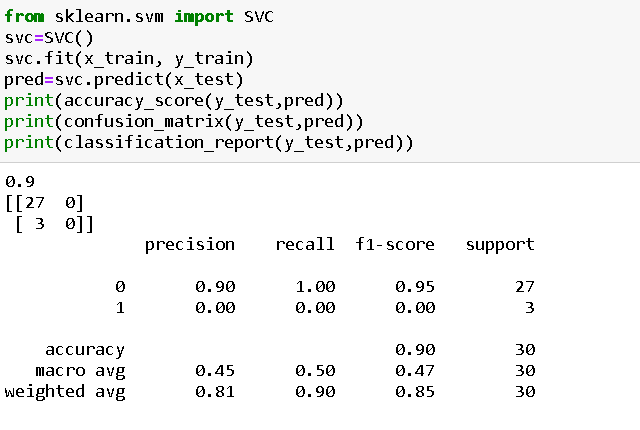 from sklearn.svm import SVC
svc=SVC()
svc.fit(x_train, y_train)
pred=svc.predict(x_test)
print(accuracy_score(y_test,pred))
print(confusion_matrix(y_test,pred))
print(classification_report(y_test,pred))
0.9
[[27  0]
 [ 3  0]]
              precision    recall  f1-score   support

           0       0.90      1.00      0.95        27
           1       0.00      0.00      0.00         3

    accuracy                           0.90        30
   macro avg       0.45      0.50      0.47        30
weighted avg       0.81      0.90      0.85        30